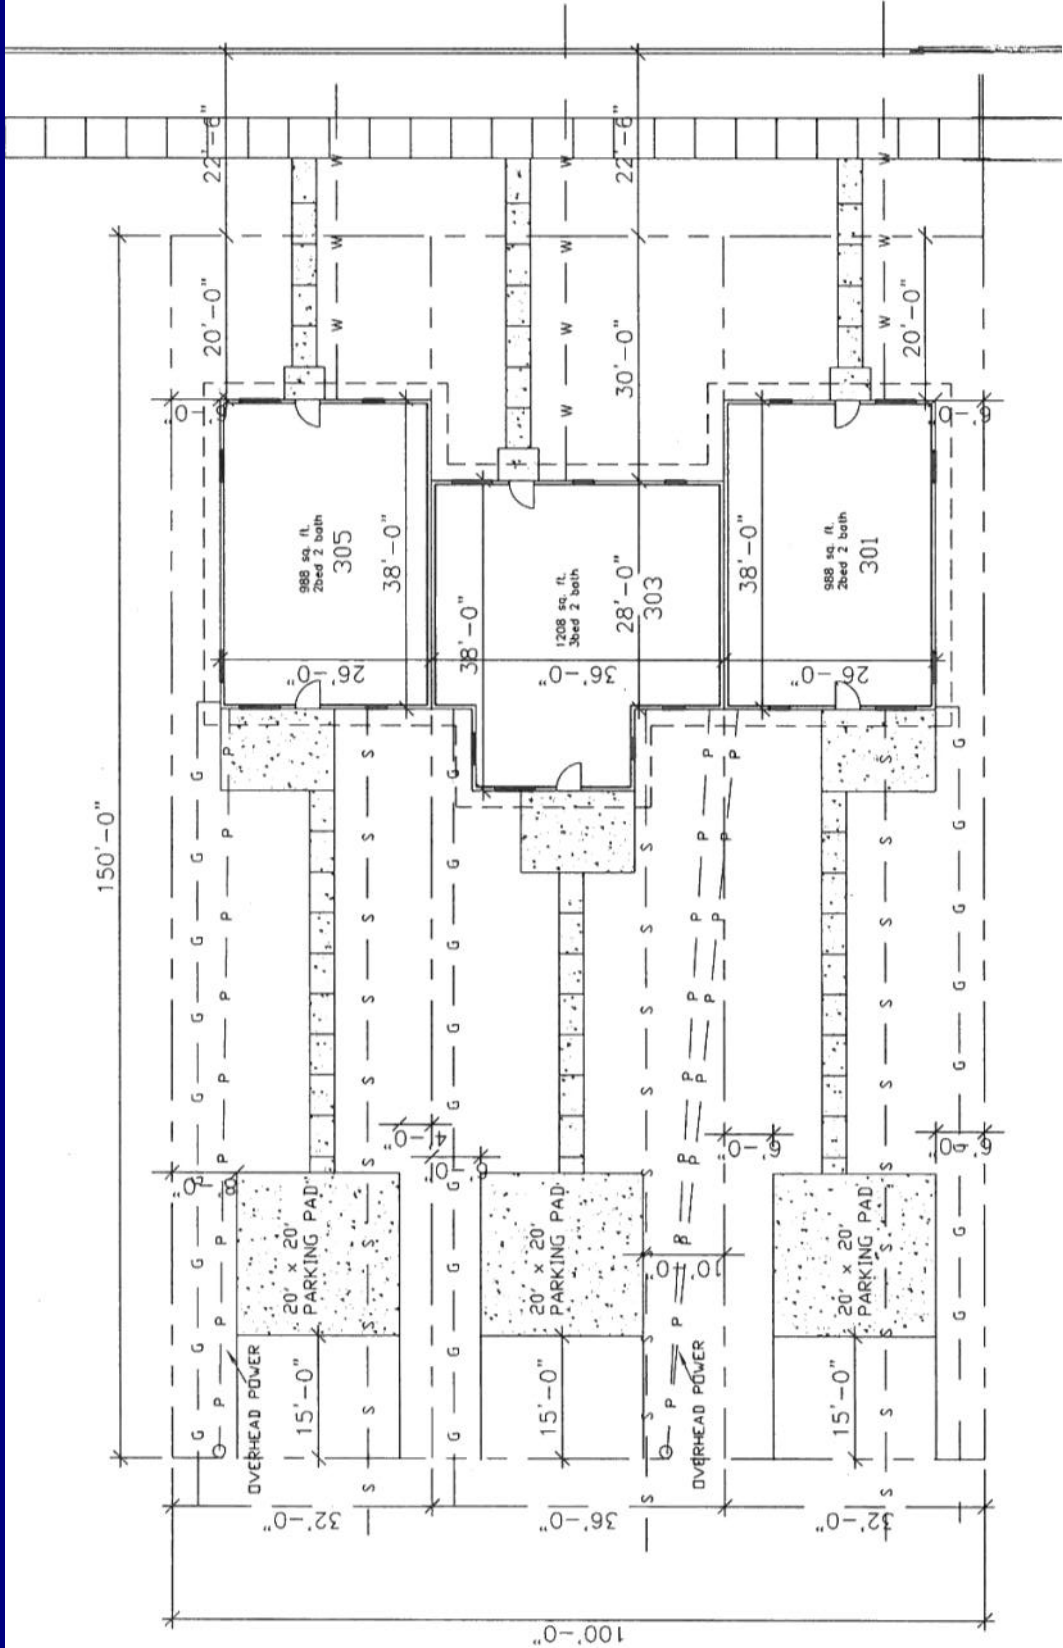 22'-6"
22'-6"
20'-0"
30'-0"
20'-0"
W
W
W
W
W
W
W
W
W
W
6'-0"
6'-0"
988 sq. ft.
2bed 2 bath
305
38'-0"
1208 sq. ft.
3bed 2 bath
28'-0"
303
38'-0"
38'-0"
988 sq. ft.
2bed 2 bath
301
26'-0"
36'-0"
26'-0"
150'-0"
G
G
G
G
G
G
G
G
P
P
P
P
P
P
P
S
S
S
S
S
S
S
S
G
G
G
G
G
G
G
S
S
S
S
S
S
P
P
P
P
P
P
P
P
P
P
P
S
S
S
S
S
S
S
S
G
G
G
G
G
G
4'-0"
6'-0"
6'-0"
6'-0"
8'-0"
10'-0"
20' x 20'
PARKING PAD
20' x 20'
PARKING PAD
20' x 20'
PARKING PAD
15'-0"
15'-0"
15'-0"
OVERHEAD POWER
OVERHEAD POWER
32'-0"
36'-0"
32'-0"
100'-0"